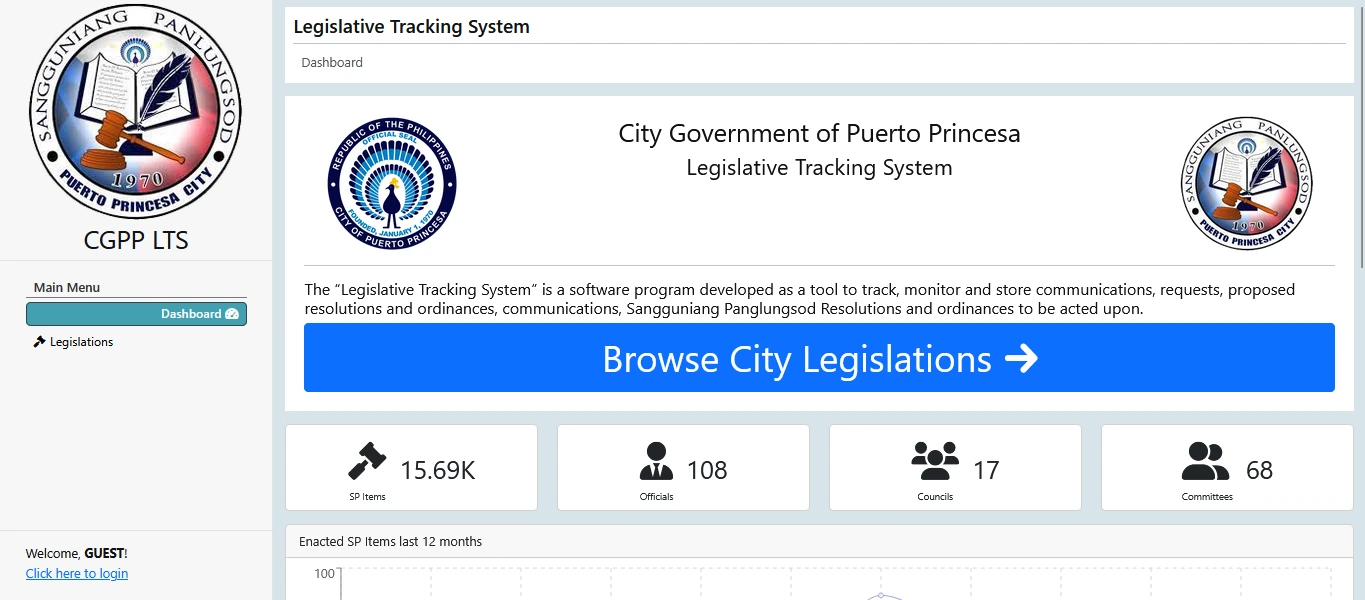 SANGGUNIANG PANLUNGSOD
1970
PUERTO PRINCESA CITY
CGPP LTS
Main Menu
Dashboard
Legislations
Welcome, GUEST!
Click here to login
Legislative Tracking System
Dashboard
REPUBLIC OF THE PHILIPPINES
OFFICIAL SEAL
FOUNDED, JANUARY 1, 1970
CITY OF PUERTO PRINCESA
City Government of Puerto Princesa
Legislative Tracking System
SANGGUNIANG PANLUNGSOD
1970
PUERTO PRINCESA CITY
The “Legislative Tracking System” is a software program developed as a tool to track, monitor and store communications, requests, proposed
resolutions and ordinances, communications, Sangguniang Panglungsod Resolutions and ordinances to be acted upon.
Browse City Legislations
15.69K
SP Items
108
Officials
17
Councils
68
Committees
Enacted SP Items last 12 months
100